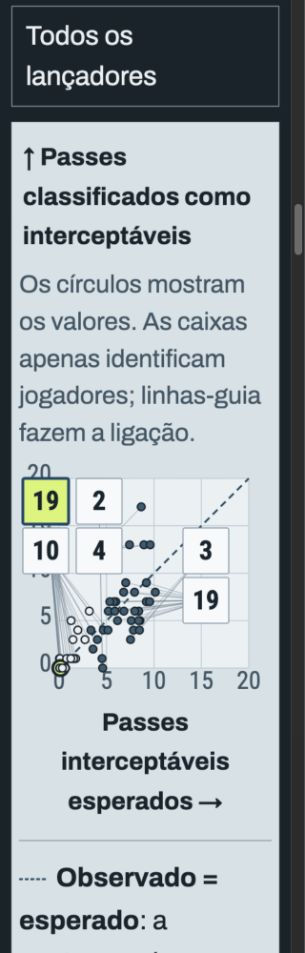 Todos os
lançadores
↑ Passes
classificados como
interceptáveis
Os círculos mostram
os valores. As caixas
apenas identificam
jogadores; linhas-guia
fazem a ligação.
20
19
2
10
4
3
19
5
0
0 5 10 15 20
Passes
interceptáveis
esperados →
Observado =
esperado: a